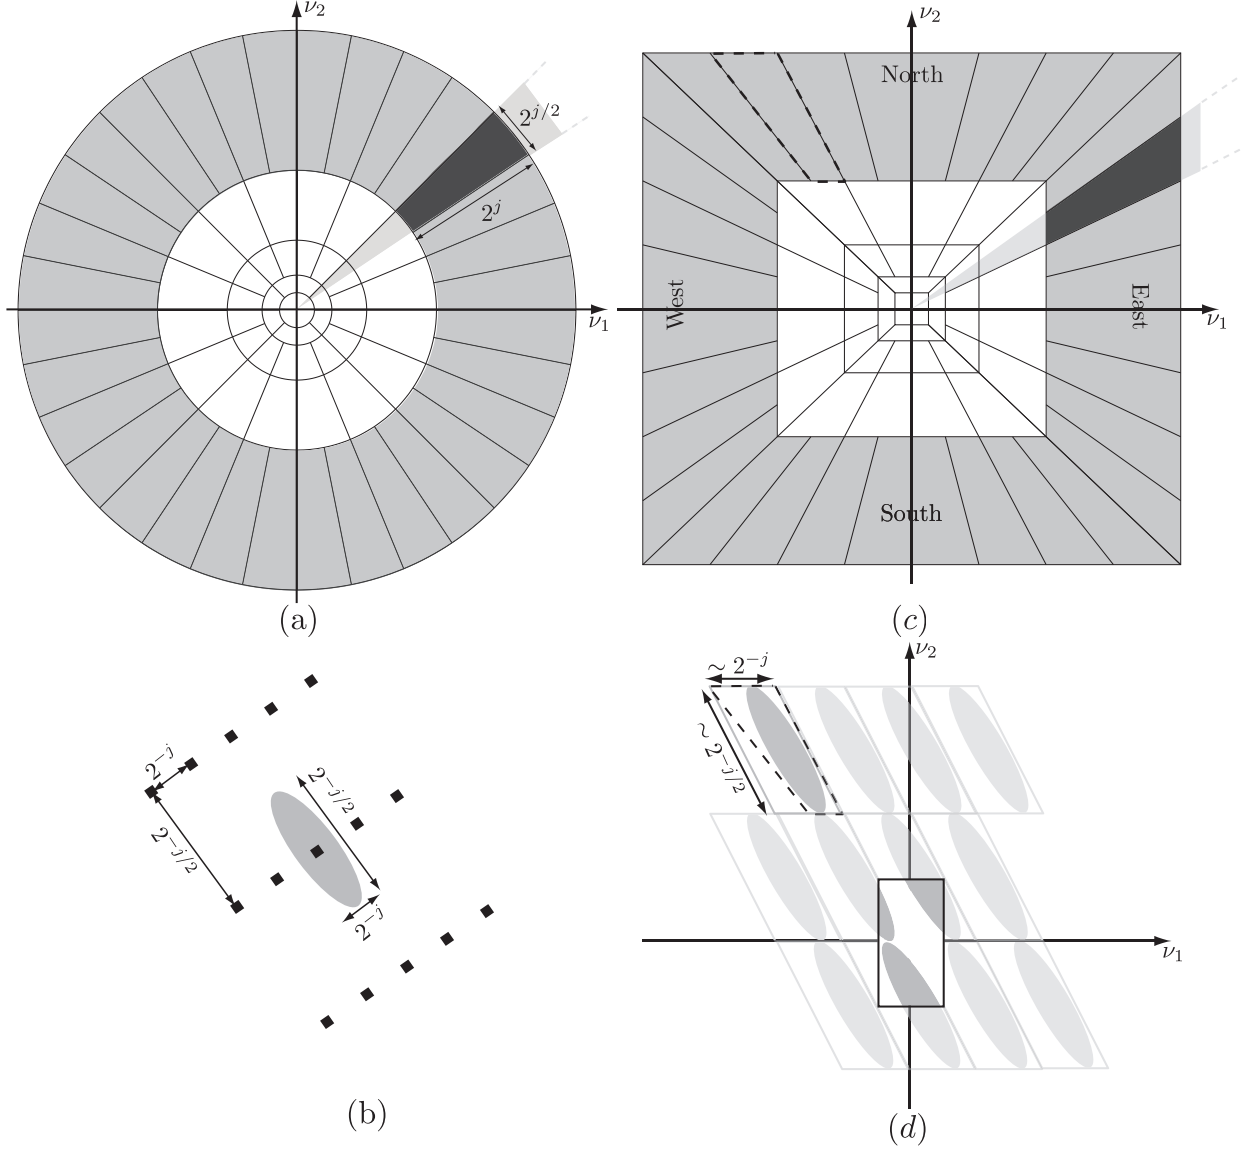 ν₂
2^{j/2}
2^j
ν₁
(a)
ν₂
North
West
East
ν₁
South
(c)
2^{-j}
2^{-j/2}
2^{-j/2}
2^{-j}
(b)
ν₂
~ 2^{-j}
~ 2^{-j/2}
ν₁
(d)